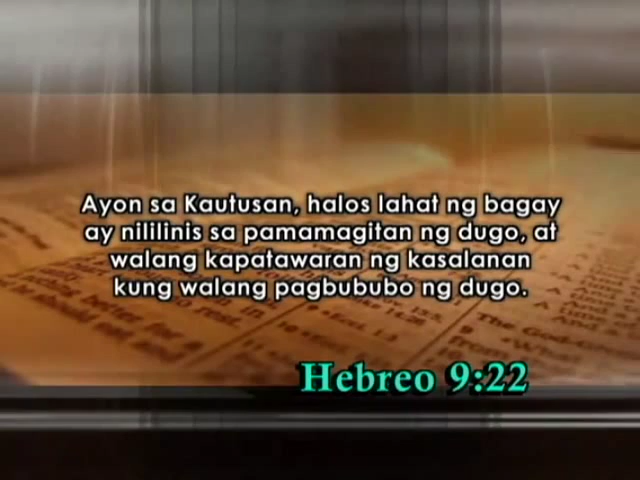 Ayon sa Kautusan, halos lahat ng bagay
ay nililinis sa pamamagitan ng dugo, at
walang kapatawaran ng kasalanan
kung walang pagbububo ng dugo.
Hebreo 9:22